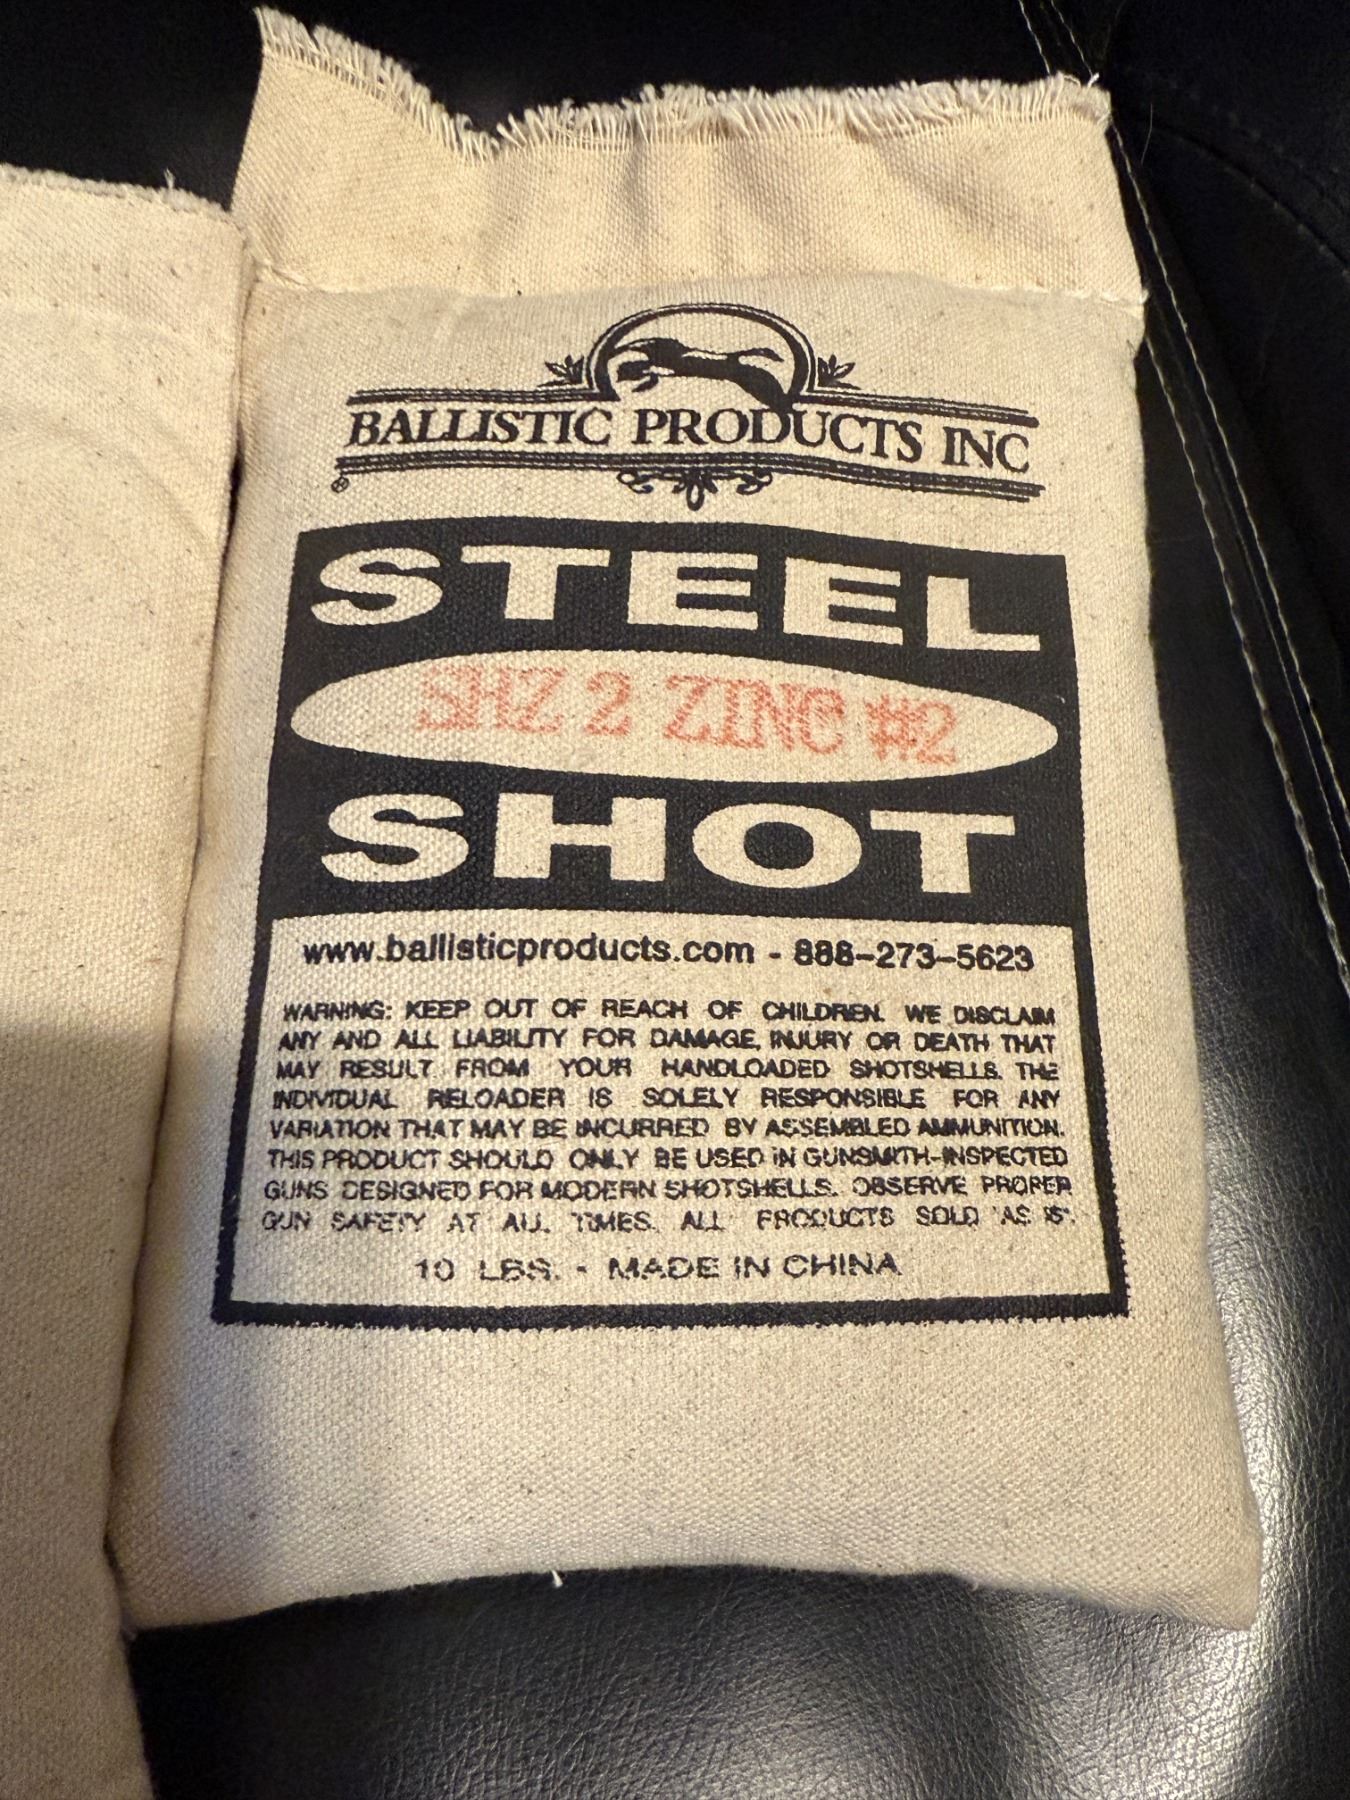 BALLISTIC PRODUCTS INC
®
STEEL
SHZ 2 ZINC #2
SHOT
www.ballisticproducts.com - 888-273-5623
WARNING: KEEP OUT OF REACH OF CHILDREN. WE DISCLAIM
ANY AND ALL LIABILITY FOR DAMAGE, INJURY OR DEATH THAT
MAY RESULT FROM YOUR HANDLOADED SHOTSHELLS. THE
INDIVIDUAL RELOADER IS SOLELY RESPONSIBLE FOR ANY
VARIATION THAT MAY BE INCURRED BY ASSEMBLED AMMUNITION.
THIS PRODUCT SHOULD ONLY BE USED IN GUNSMITH-INSPECTED
GUNS DESIGNED FOR MODERN SHOTSHELLS. OBSERVE PROPER
GUN SAFETY AT ALL TIMES. ALL PRODUCTS SOLD "AS IS".
10 LBS. - MADE IN CHINA